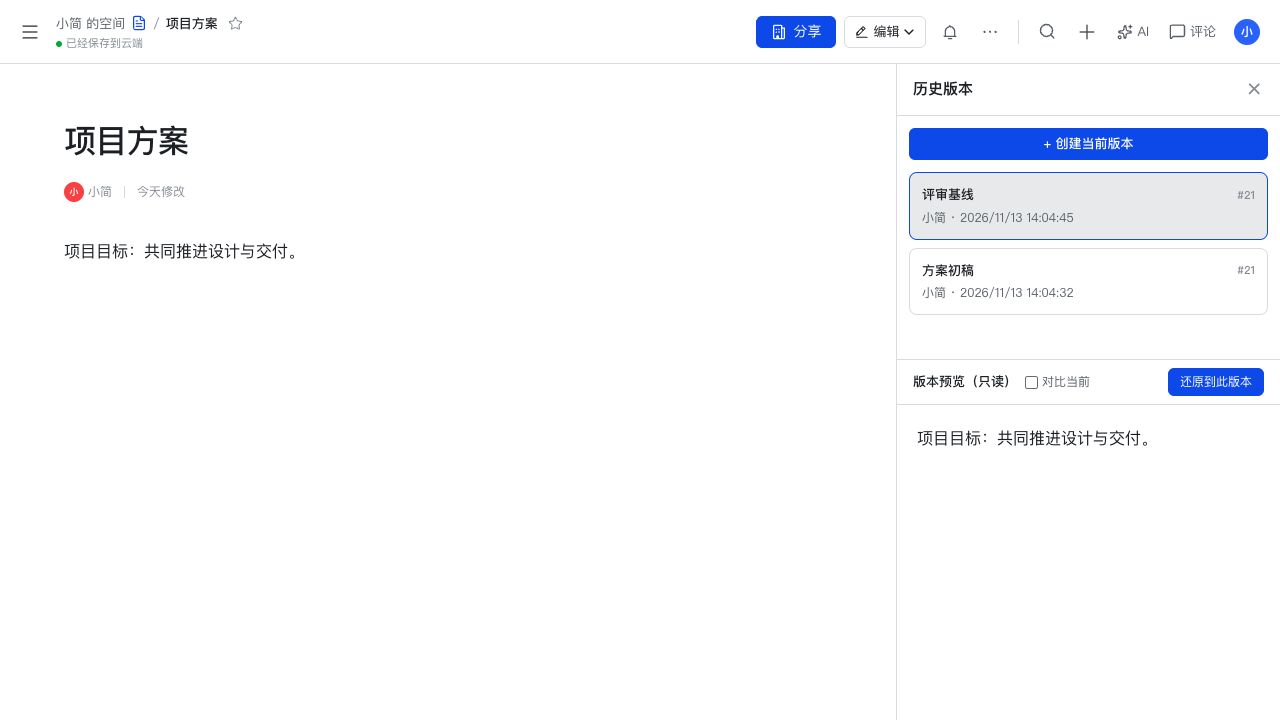 小简 的空间 / 项目方案
已经保存到云端
分享
编辑
AI
评论
小
项目方案
小 小简 | 今天修改
项目目标：共同推进设计与交付。
历史版本
+ 创建当前版本
评审基线 #21
小简 · 2026/11/13 14:04:45
方案初稿 #21
小简 · 2026/11/13 14:04:32
版本预览（只读） 对比当前 还原到此版本
项目目标：共同推进设计与交付。